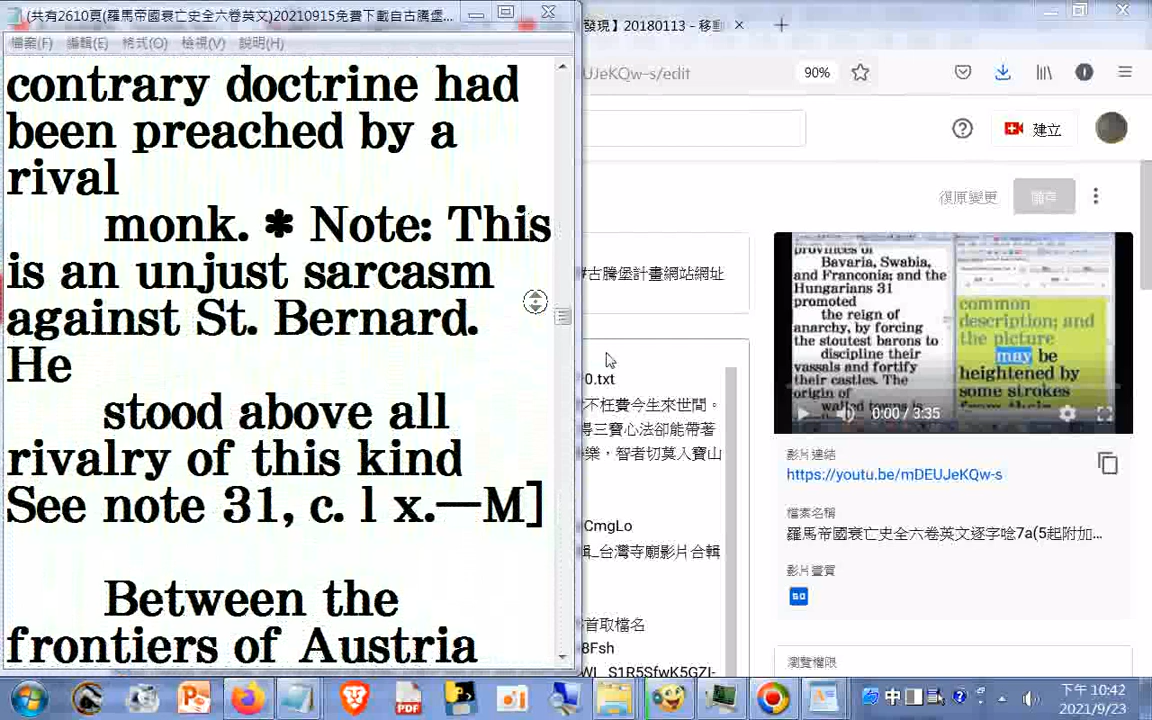 (共有2610頁(羅馬帝國衰亡史全六卷英文)20210915免費下載自古騰堡...
檔案(F) 編輯(E) 格式(O) 檢視(V) 說明(H)
contrary doctrine had
been preached by a
rival
monk. * Note: This
is an unjust sarcasm
against St. Bernard.
He
stood above all
rivalry of this kind
See note 31, c. l x.—M]
Between the
frontiers of Austria
發現】20180113 - 移動
UJeKQw-s/edit
90%
建立
復原變更
儲存
#古騰堡計畫網站網址
0.txt
不枉費今生來世間。
得三寶心法卻能帶著
樂，智者切莫入寶山
CmgLo
輯_台灣寺廟影片合輯
首取檔名
8Fsh
WI_S1R5SfwK5GZI-
provinces of
Bavaria, Swabia,
and Franconia; and the
Hungarians 31
promoted
the reign of
anarchy, by forcing
the stoutest barons to
discipline their
vassals and fortify
their castles. The
origin of
walled towns is
common
description; and
the picture
may be
heightened by
some strokes
0:00 / 3:35
影片連結
https://youtu.be/mDEUJeKQw-s
檔案名稱
羅馬帝國衰亡史全六卷英文逐字唸7a(5起附加...
影片畫質
瀏覽權限
中
下午 10:42
2021/9/23